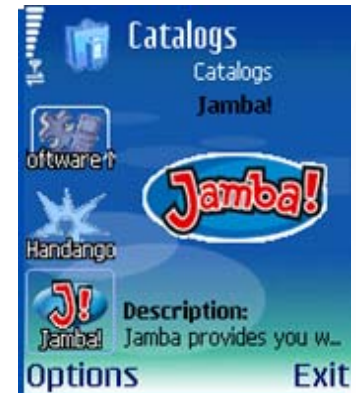 Catalogs
Catalogs
Jamba!
oftware↑
Jamba!
Handango
J!
Jamba!
Description:
Jamba provides you w...
Options
Exit